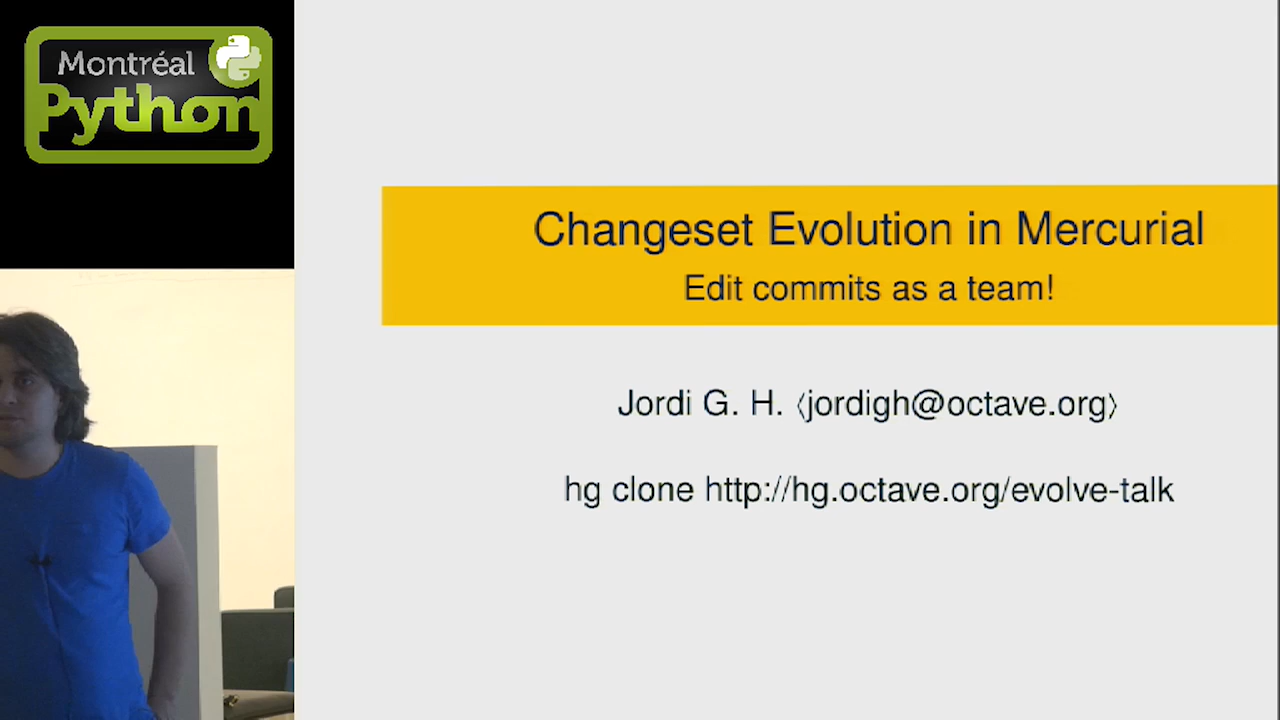 Montréal
Python
Changeset Evolution in Mercurial
Edit commits as a team!
Jordi G. H. ⟨jordigh@octave.org⟩
hg clone http://hg.octave.org/evolve-talk